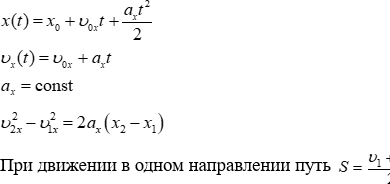 x(t) = x₀ + υ₀ₓt + aₓt²/2
υₓ(t) = υ₀ₓ + aₓt
aₓ = const
υ₂ₓ² − υ₁ₓ² = 2aₓ(x₂ − x₁)
При движении в одном направлении путь S = υ₁ +